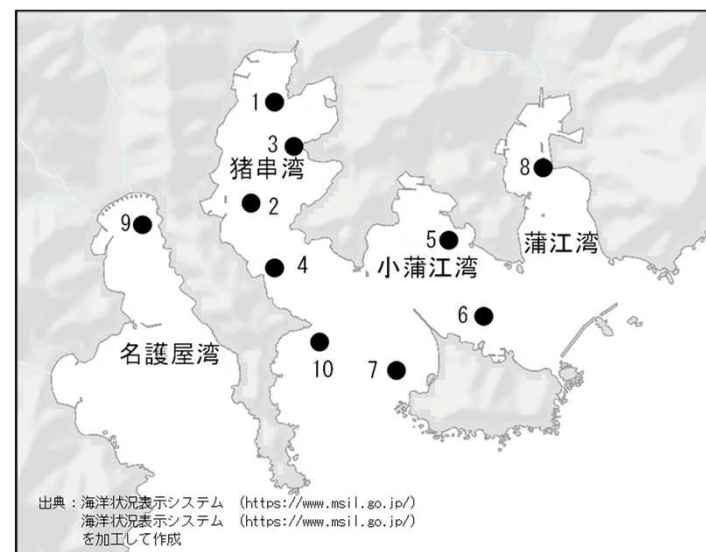 1
3
猪串湾
2
8
9
5
蒲江湾
4
小蒲江湾
6
名護屋湾
10
7
出典：海洋状況表示システム （https://www.msil.go.jp/）
海洋状況表示システム （https://www.msil.go.jp/）
を加工して作成